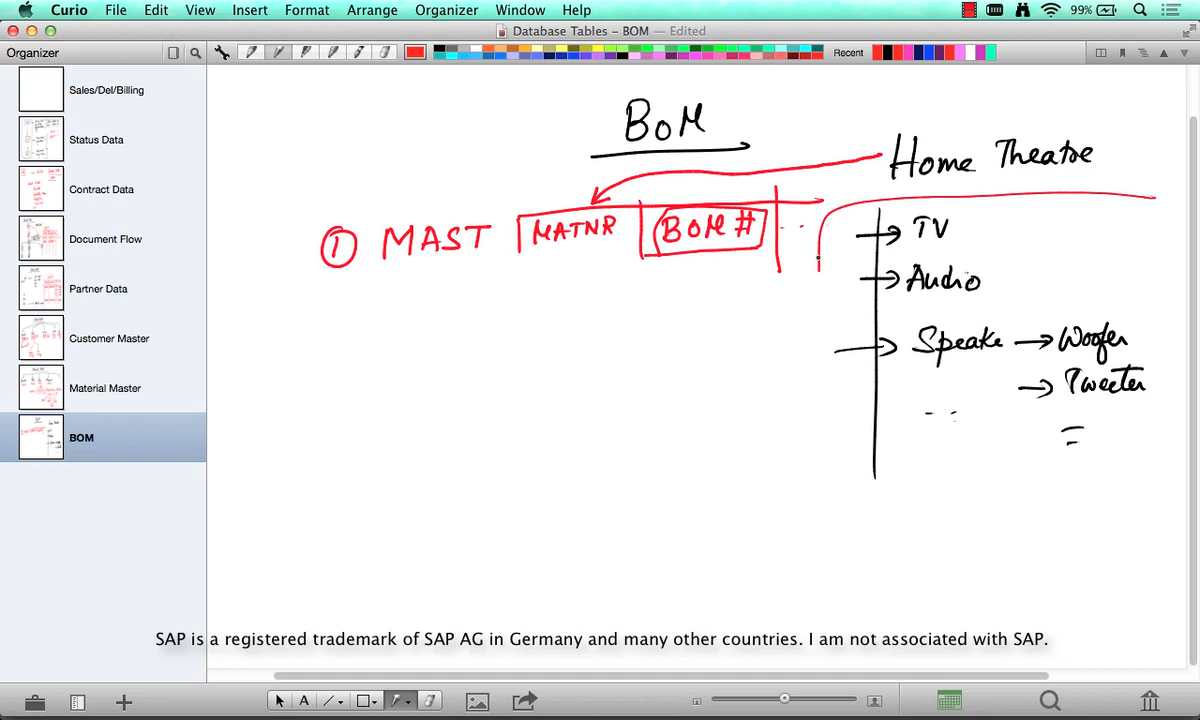 Curio File Edit View Insert Format Arrange Organizer Window Help 99%
Database Tables – BOM — Edited
Organizer
Recent
Sales/Del/Billing
Status Data
Contract Data
Document Flow
Partner Data
Customer Master
Material Master
BOM
BoM
Home Theatre
① MAST MATNR BOM # ..
TV
Audio
Speake → Woofer
→ Tweeter
SAP is a registered trademark of SAP AG in Germany and many other countries. I am not associated with SAP.
A